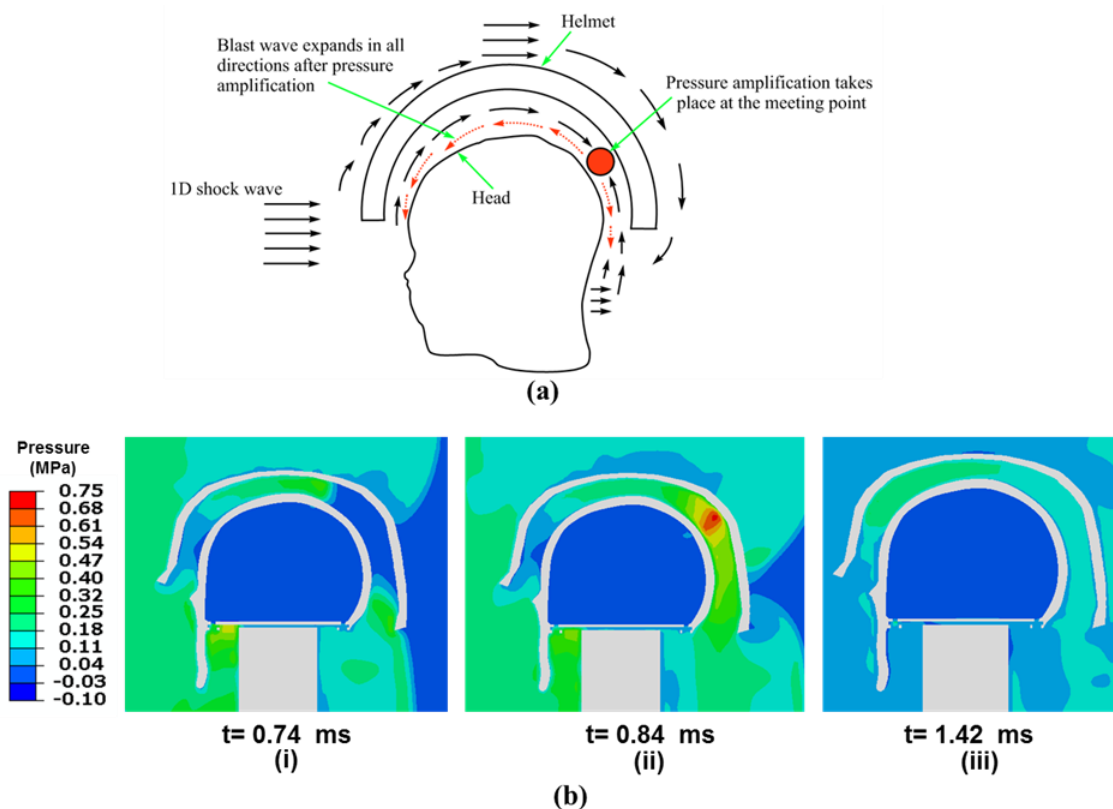 Helmet
Blast wave expands in all
directions after pressure
amplification
Pressure amplification takes
place at the meeting point
1D shock wave
Head
(a)
Pressure
(MPa)
0.75
0.68
0.61
0.54
0.47
0.40
0.32
0.25
0.18
0.11
0.04
-0.03
-0.10
t= 0.74 ms
(i)
t= 0.84 ms
(ii)
t= 1.42 ms
(iii)
(b)